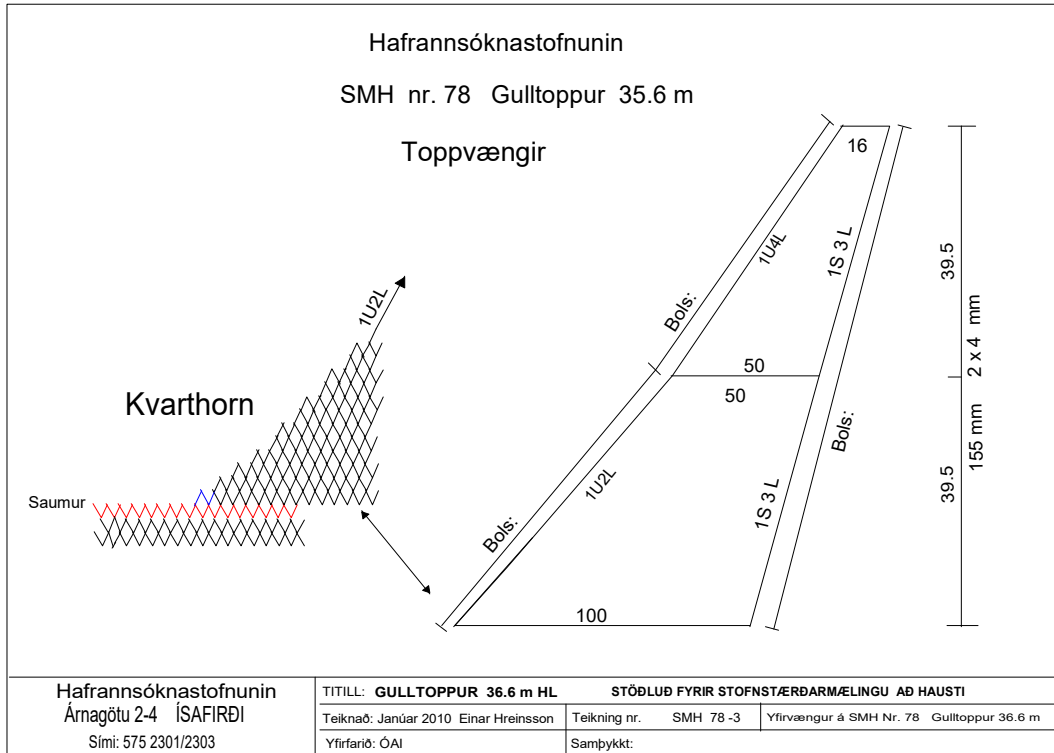 Hafrannsóknastofnunin
SMH nr. 78 Gulltoppur 35.6 m
Toppvængir
16
1U4L
1S 3 L
39.5
Bols:
1U2L
50
50
2 x 4 mm
155 mm
Kvarthorn
Bols:
Saumur
1U2L
1S 3 L
39.5
Bols:
100
Hafrannsóknastofnunin
Árnagötu 2-4 ÍSAFIRÐI
Sími: 575 2301/2303
TITILL: GULLTOPPUR 36.6 m HL STÖÐLUÐ FYRIR STOFNSTÆRÐARMÆLINGU AÐ HAUSTI
Teiknað: Janúar 2010 Einar Hreinsson Teikning nr. SMH 78 -3 Yfirvængur á SMH Nr. 78 Gulltoppur 36.6 m
Yfirfarið: ÓAI Samþykkt: